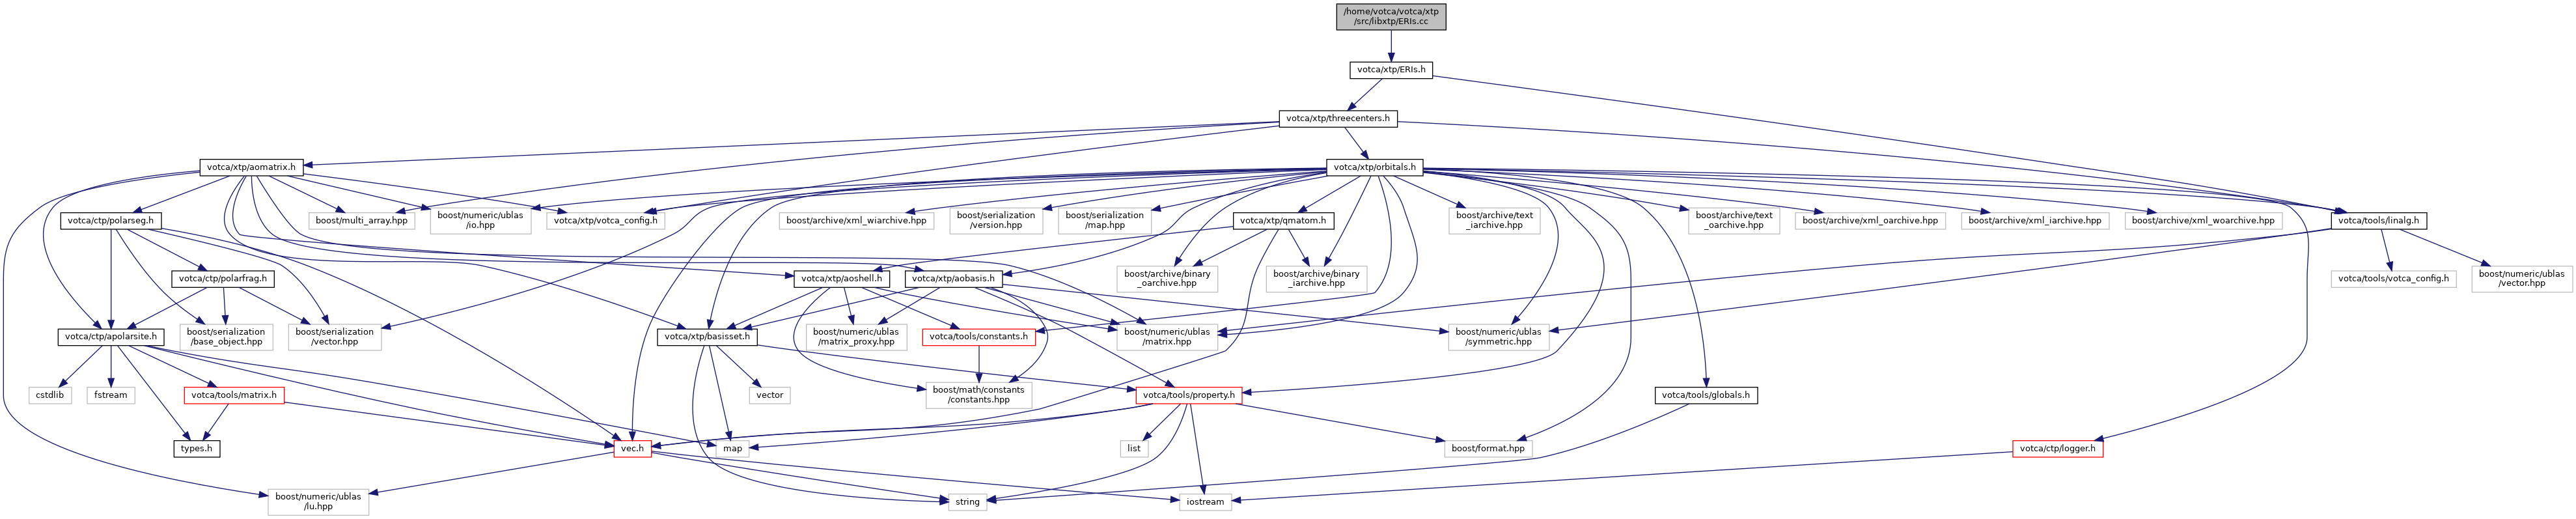 /home/votca/votca/xtp
/src/libxtp/ERIs.cc
votca/xtp/ERIs.h
votca/xtp/threecenters.h
votca/xtp/aomatrix.h
votca/xtp/orbitals.h
votca/ctp/polarseg.h
boost/multi_array.hpp
boost/numeric/ublas
/io.hpp
votca/xtp/votca_config.h
boost/archive/xml_wiarchive.hpp
boost/serialization
/version.hpp
boost/serialization
/map.hpp
votca/xtp/qmatom.h
boost/archive/text
_iarchive.hpp
boost/archive/text
_oarchive.hpp
boost/archive/xml_oarchive.hpp
boost/archive/xml_iarchive.hpp
boost/archive/xml_woarchive.hpp
votca/tools/linalg.h
votca/ctp/polarfrag.h
votca/xtp/aoshell.h
votca/xtp/aobasis.h
boost/archive/binary
_oarchive.hpp
boost/archive/binary
_iarchive.hpp
votca/tools/votca_config.h
boost/numeric/ublas
/vector.hpp
votca/ctp/apolarsite.h
boost/serialization
/base_object.hpp
boost/serialization
/vector.hpp
votca/xtp/basisset.h
boost/numeric/ublas
/matrix_proxy.hpp
votca/tools/constants.h
boost/numeric/ublas
/matrix.hpp
boost/numeric/ublas
/symmetric.hpp
cstdlib
fstream
votca/tools/matrix.h
vector
boost/math/constants
/constants.hpp
votca/tools/property.h
votca/tools/globals.h
types.h
vec.h
map
list
boost/format.hpp
votca/ctp/logger.h
boost/numeric/ublas
/lu.hpp
string
iostream